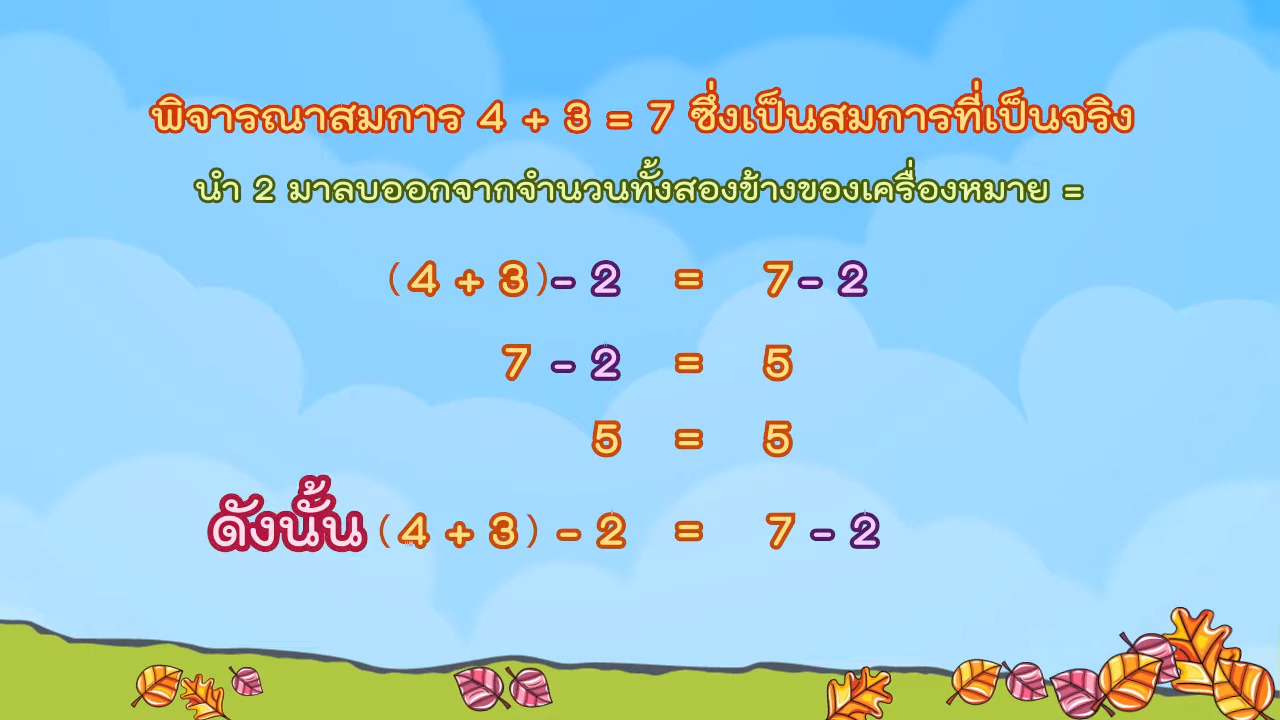 พิจารณาสมการ 4 + 3 = 7 ซึ่งเป็นสมการที่เป็นจริง
นำ 2 มาลบออกจากจำนวนทั้งสองข้างของเครื่องหมาย =
(4 + 3) - 2 = 7 - 2
7 - 2 = 5
5 = 5
ดังนั้น (4 + 3) - 2 = 7 - 2